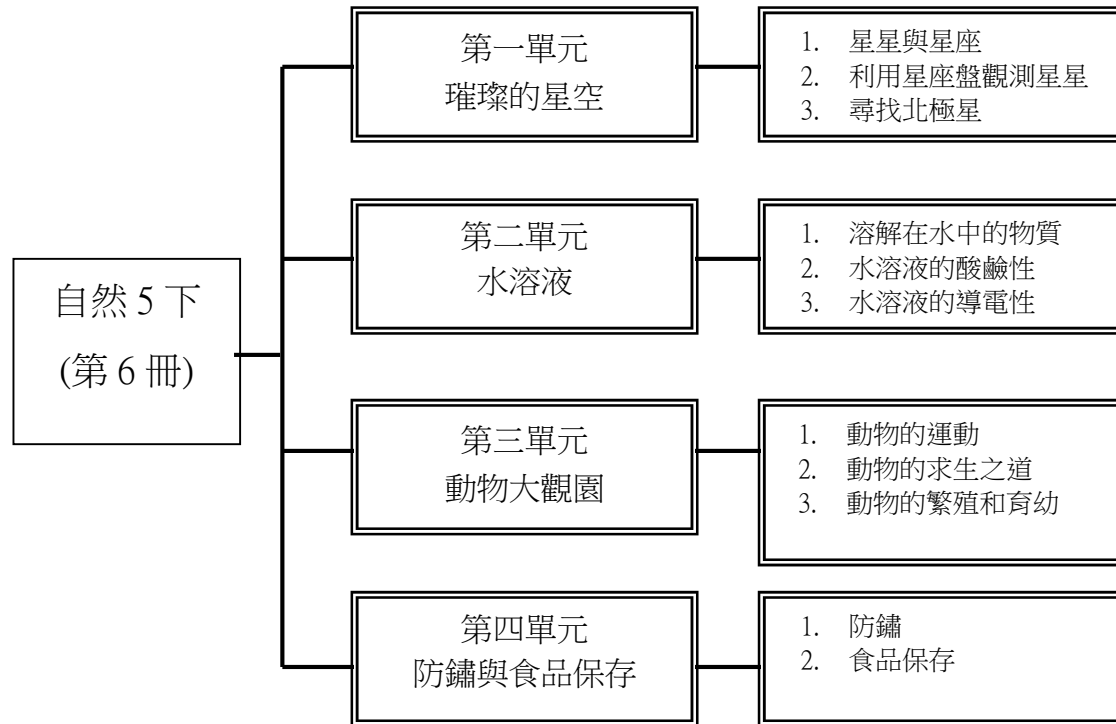 自然 5 下
(第 6 冊)
第一單元
璀璨的星空
1. 星星與星座
2. 利用星座盤觀測星星
3. 尋找北極星
第二單元
水溶液
1. 溶解在水中的物質
2. 水溶液的酸鹼性
3. 水溶液的導電性
第三單元
動物大觀園
1. 動物的運動
2. 動物的求生之道
3. 動物的繁殖和育幼
第四單元
防鏽與食品保存
1. 防鏽
2. 食品保存